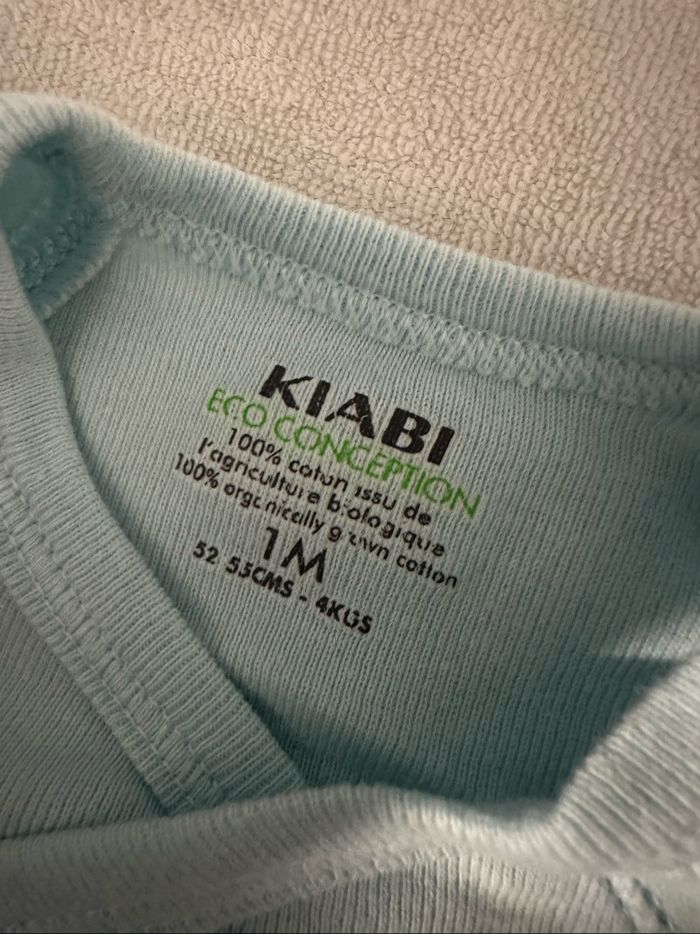 KIABI
ECO CONCEPTION
100% coton issu de
l'agriculture biologique
100% organically grown cotton
1M
52 55CMS - 4KGS